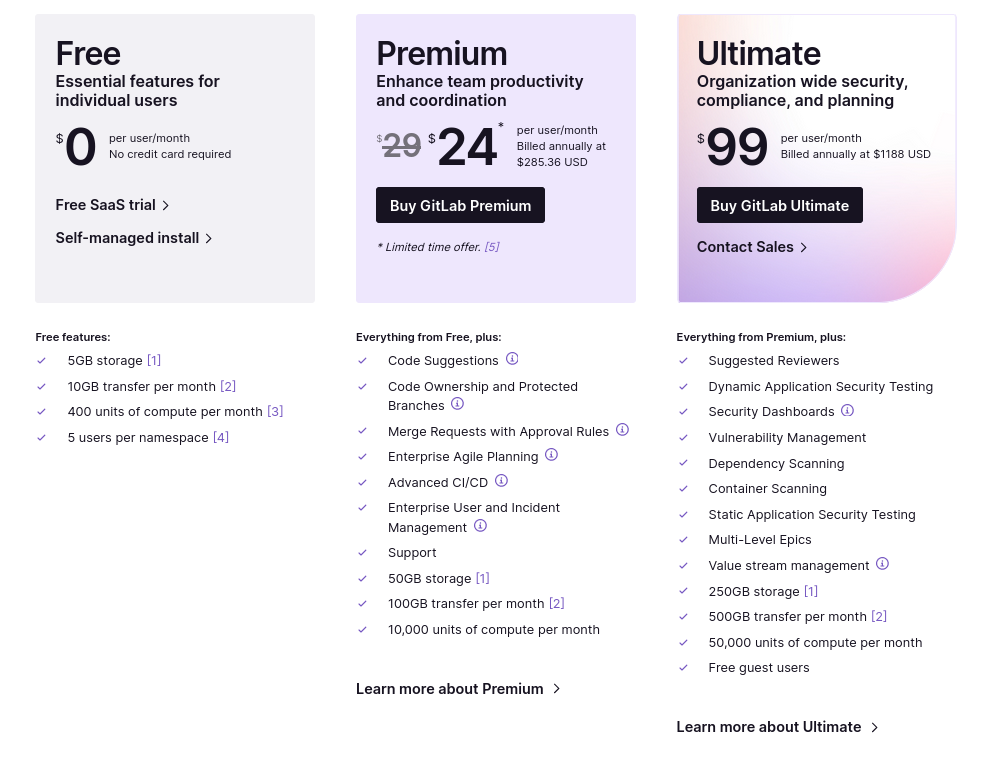 Free
Essential features for
individual users
$0
per user/month
No credit card required
Free SaaS trial
Self-managed install
Free features:
5GB storage [1]
10GB transfer per month [2]
400 units of compute per month [3]
5 users per namespace [4]
Premium
Enhance team productivity
and coordination
$29 $24*
per user/month
Billed annually at
$285.36 USD
Buy GitLab Premium
* Limited time offer. [5]
Everything from Free, plus:
Code Suggestions
Code Ownership and Protected
Branches
Merge Requests with Approval Rules
Enterprise Agile Planning
Advanced CI/CD
Enterprise User and Incident
Management
Support
50GB storage [1]
100GB transfer per month [2]
10,000 units of compute per month
Learn more about Premium
Ultimate
Organization wide security,
compliance, and planning
$99
per user/month
Billed annually at $1188 USD
Buy GitLab Ultimate
Contact Sales
Everything from Premium, plus:
Suggested Reviewers
Dynamic Application Security Testing
Security Dashboards
Vulnerability Management
Dependency Scanning
Container Scanning
Static Application Security Testing
Multi-Level Epics
Value stream management
250GB storage [1]
500GB transfer per month [2]
50,000 units of compute per month
Free guest users
Learn more about Ultimate